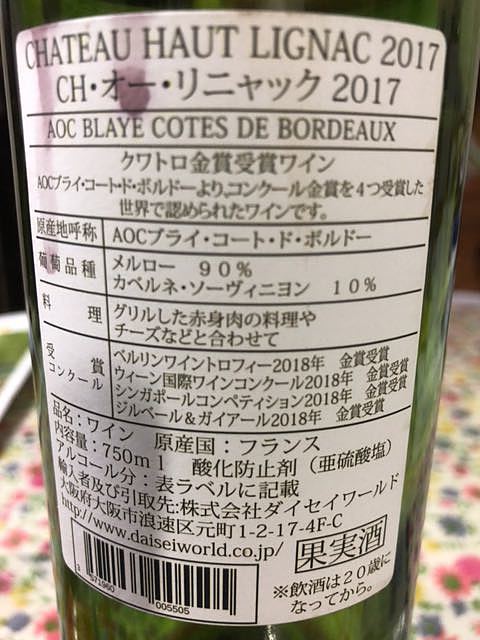 CHATEAU HAUT LIGNAC 2017
CH・オー・リニャック 2017
AOC BLAYE COTES DE BORDEAUX
クワトロ金賞受賞ワイン
AOCブライ・コート・ド・ボルドーより、コンクール金賞を4つ受賞した
世界で認められたワインです。
原産地呼称 AOCブライ・コート・ド・ボルドー
葡萄品種 メルロー 90%
カベルネ・ソーヴィニヨン 10%
料理 グリルした赤身肉の料理や
チーズなどと合わせて
受賞コンクール ベルリンワイントロフィー2018年 金賞受賞
ウィーン国際ワインコンクール2018年 金賞受賞
シンガポールコンペティション2018年 金賞受賞
ジルベール&ガイアール2018年 金賞受賞
品名:ワイン 原産国:フランス
内容量:750ml 酸化防止剤(亜硫酸塩)
アルコール分:表ラベルに記載
輸入者及び引取先:株式会社ダイセイワールド
大阪府大阪市浪速区元町1-2-17-4F-C
http://www.daiseiworld.co.jp/
果実酒
3 571960 005505
※飲酒は20歳に
なってから。